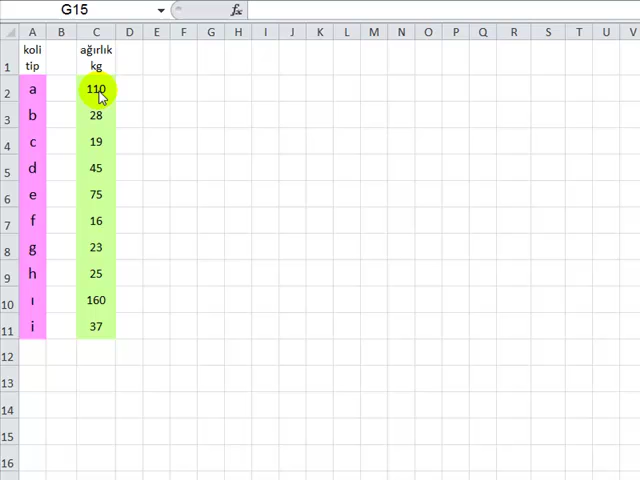 G15 fx
A B C D E F G H I J K L M N O P Q R S T U V
koli ağırlık
1 tip kg
2 a 110
3 b 28
4 c 19
5 d 45
6 e 75
7 f 16
8 g 23
9 h 25
10 ı 160
11 i 37
12
13
14
15
16